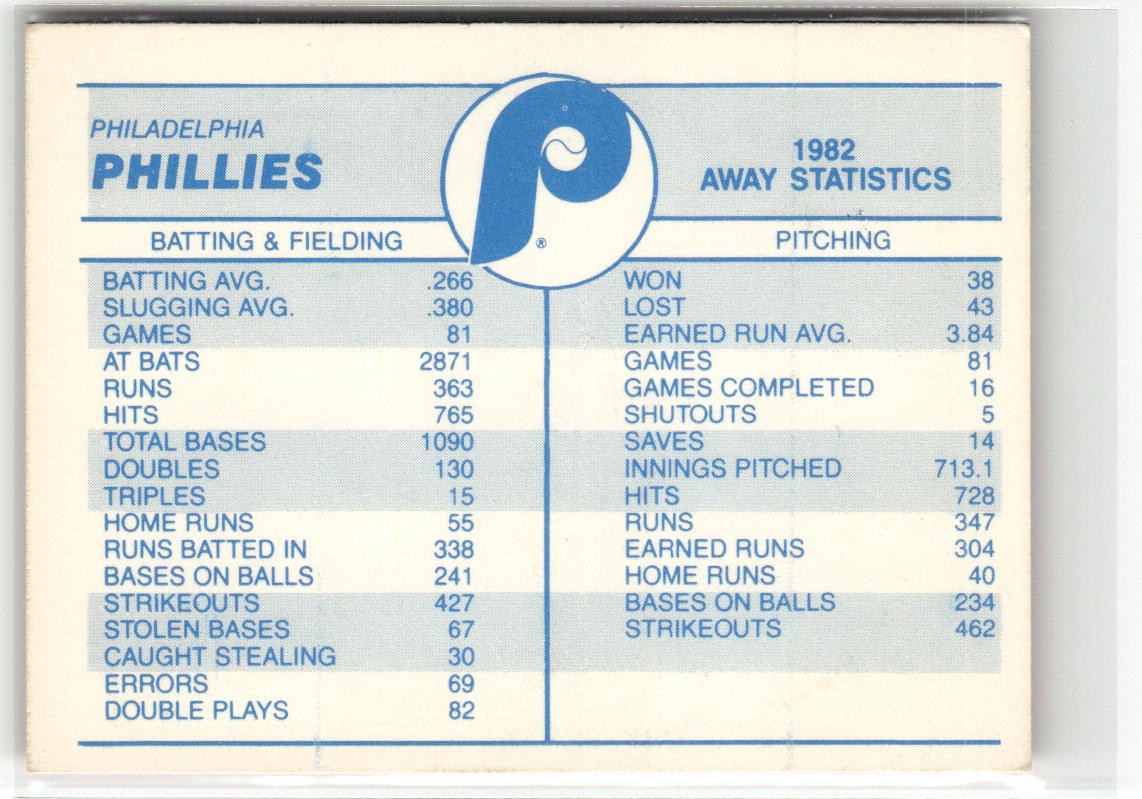 PHILADELPHIA
PHILLIES
1982
AWAY STATISTICS
BATTING & FIELDING
BATTING AVG. .266
SLUGGING AVG. .380
GAMES 81
AT BATS 2871
RUNS 363
HITS 765
TOTAL BASES 1090
DOUBLES 130
TRIPLES 15
HOME RUNS 55
RUNS BATTED IN 338
BASES ON BALLS 241
STRIKEOUTS 427
STOLEN BASES 67
CAUGHT STEALING 30
ERRORS 69
DOUBLE PLAYS 82
P
®
PITCHING
WON 38
LOST 43
EARNED RUN AVG. 3.84
GAMES 81
GAMES COMPLETED 16
SHUTOUTS 5
SAVES 14
INNINGS PITCHED 713.1
HITS 728
RUNS 347
EARNED RUNS 304
HOME RUNS 40
BASES ON BALLS 234
STRIKEOUTS 462